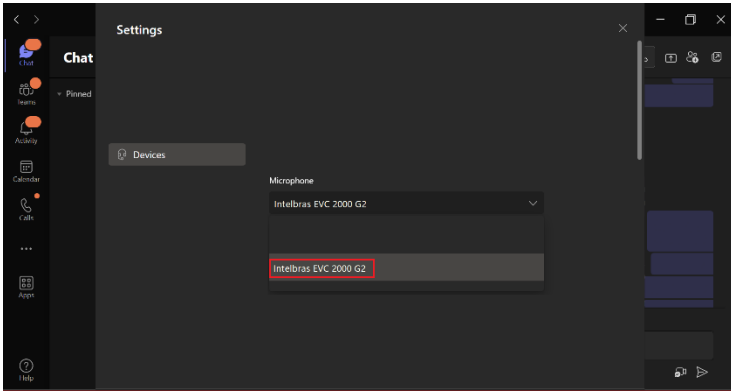 Settings
Chat
Chat
Teams
Pinned
Activity
Devices
Calendar
Microphone
Intelbras EVC 2000 G2
Calls
Intelbras EVC 2000 G2
Apps
Help